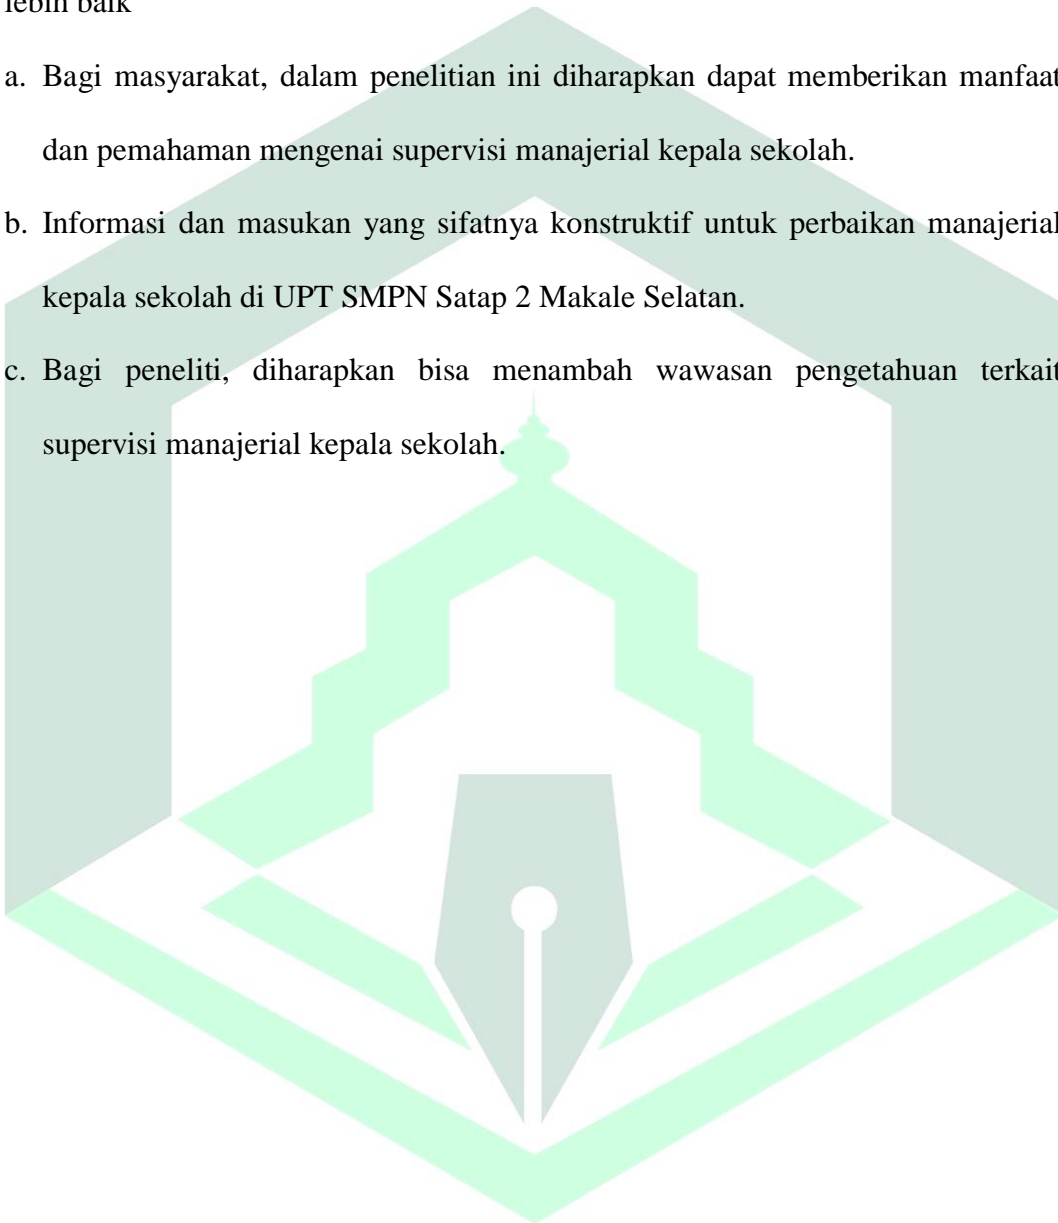 lebih baik
a. Bagi masyarakat, dalam penelitian ini diharapkan dapat memberikan manfaat
dan pemahaman mengenai supervisi manajerial kepala sekolah.
b. Informasi dan masukan yang sifatnya konstruktif untuk perbaikan manajerial
kepala sekolah di UPT SMPN Satap 2 Makale Selatan.
c. Bagi peneliti, diharapkan bisa menambah wawasan pengetahuan terkait
supervisi manajerial kepala sekolah.